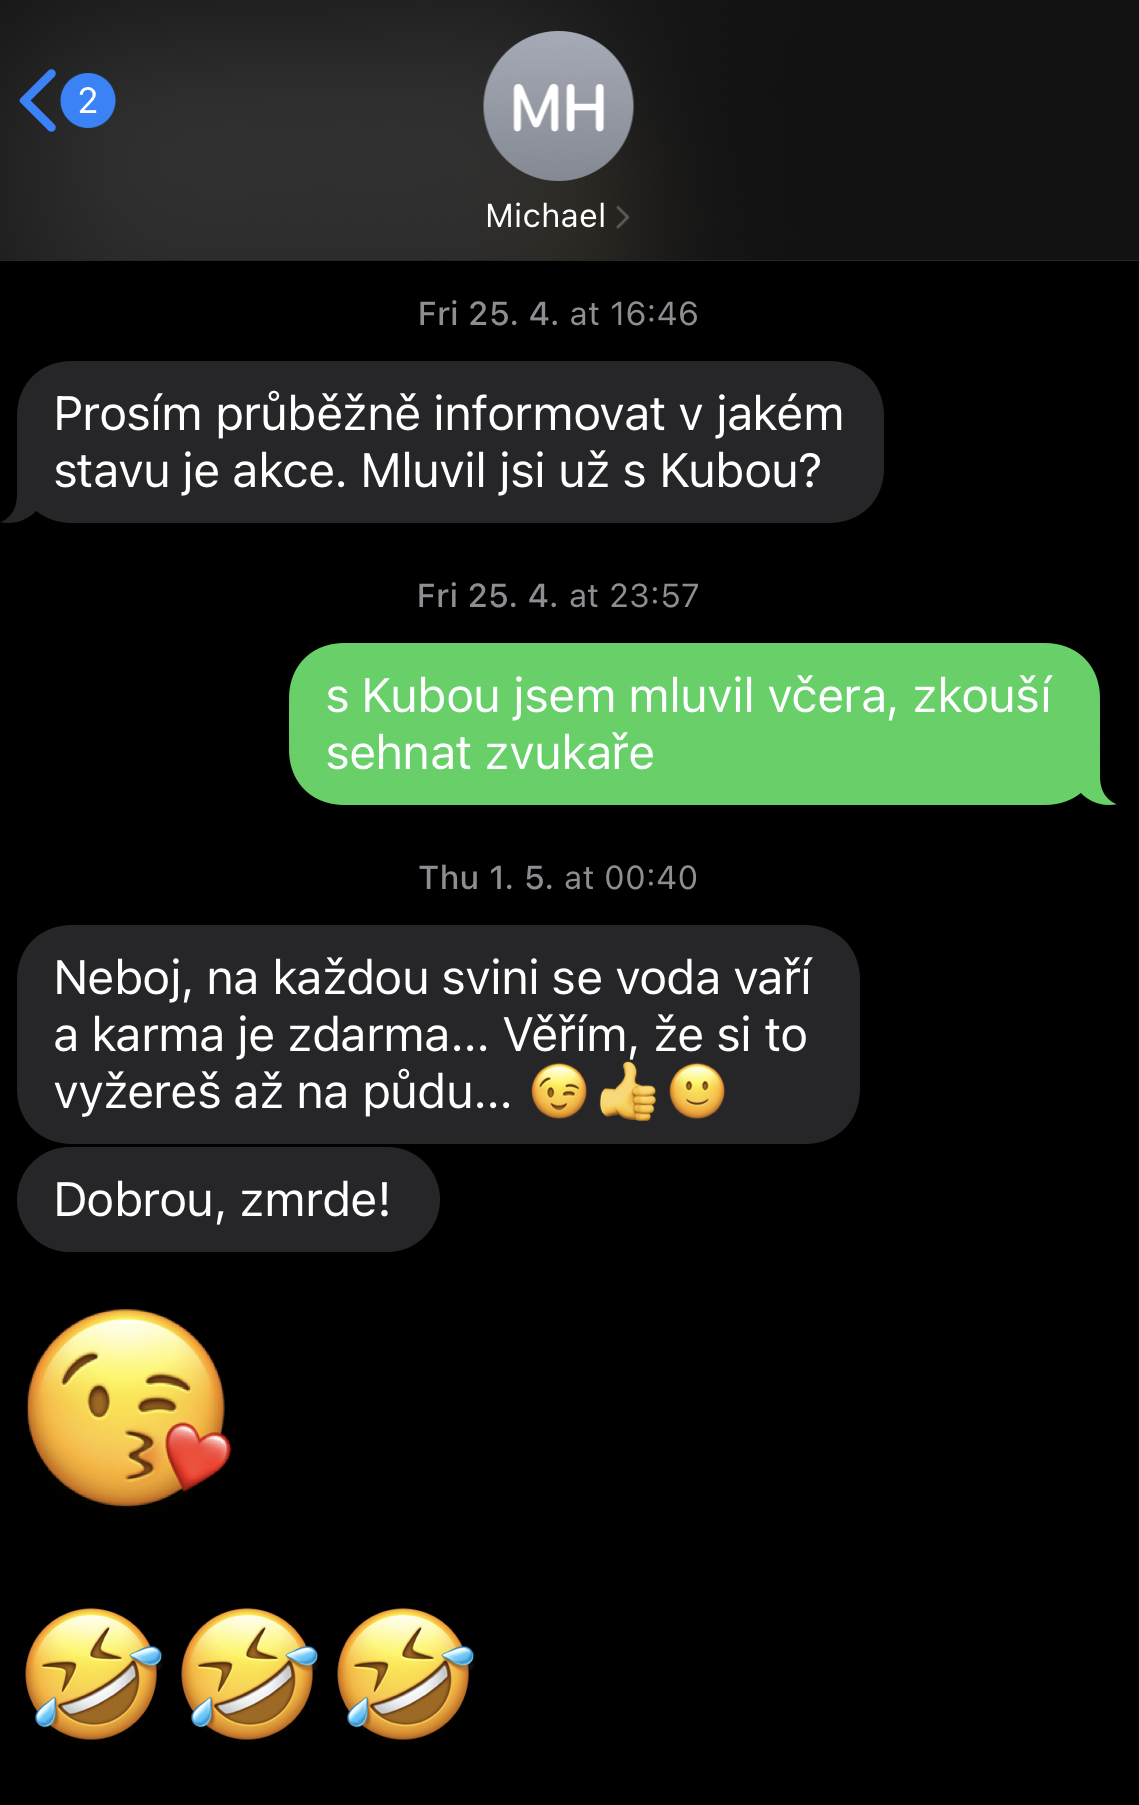 2
MH
Michael
Fri 25. 4. at 16:46
Prosím průběžně informovat v jakém
stavu je akce. Mluvil jsi už s Kubou?
Fri 25. 4. at 23:57
s Kubou jsem mluvil včera, zkouší
sehnat zvukaře
Thu 1. 5. at 00:40
Neboj, na každou svini se voda vaří
a karma je zdarma... Věřím, že si to
vyžereš až na půdu... 😉👍🙂
Dobrou, zmrde!
😘
🤣🤣🤣